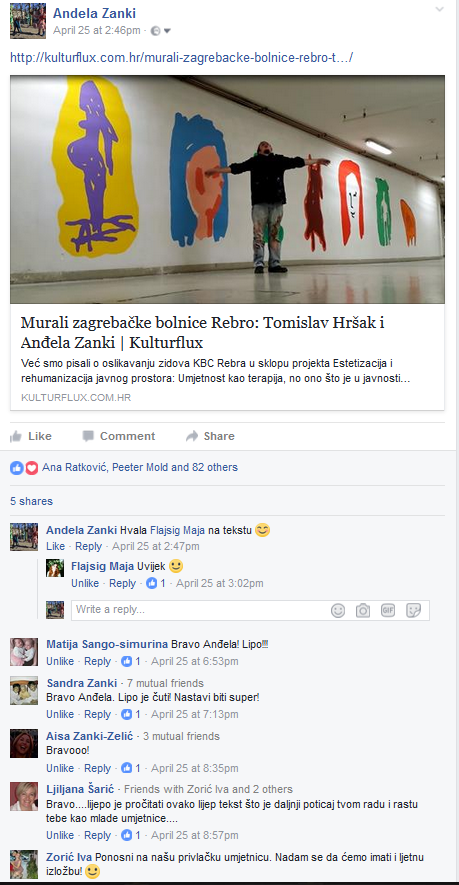 Andela Zanki
April 25 at 2:46pm ·
http://kulturflux.com.hr/murali-zagrebacke-bolnice-rebro-t…/
Murali zagrebačke bolnice Rebro: Tomislav Hršak i
Anđela Zanki | Kulturflux
Već smo pisali o oslikavanju zidova KBC Rebra u sklopu projekta Estetizacija i
rehumanizacija javnog prostora: Umjetnost kao terapija, no ono što je u javnosti...
KULTURFLUX.COM.HR
Like Comment Share
Ana Ratković, Peeter Mold and 82 others
5 shares
Andela Zanki Hvala Flajsig Maja na tekstu 😊
Like · Reply · April 25 at 2:47pm
Flajsig Maja Uvijek 🙂
Unlike · Reply · 1 · April 25 at 3:02pm
Write a reply...
GIF
Matija Sango-simurina Bravo Anđela! Lipo!!!
Unlike · Reply · 1 · April 25 at 6:53pm
Sandra Zanki · 7 mutual friends
Bravo Anđela. Lipo je čuti! Nastavi biti super!
Unlike · Reply · 1 · April 25 at 7:13pm
Aisa Zanki-Zelić · 3 mutual friends
Bravooo!
Unlike · Reply · 1 · April 25 at 8:35pm
Ljiljana Šarić · Friends with Zorić Iva and 2 others
Bravo....lijepo je pročitati ovako lijep tekst što je daljnji poticaj tvom radu i rastu
tebe kao mlade umjetnice....
Unlike · Reply · 1 · April 25 at 8:57pm
Zorić Iva Ponosni na našu privlačku umjetnicu. Nadam se da ćemo imati i ljetnu
izložbu! 🙂